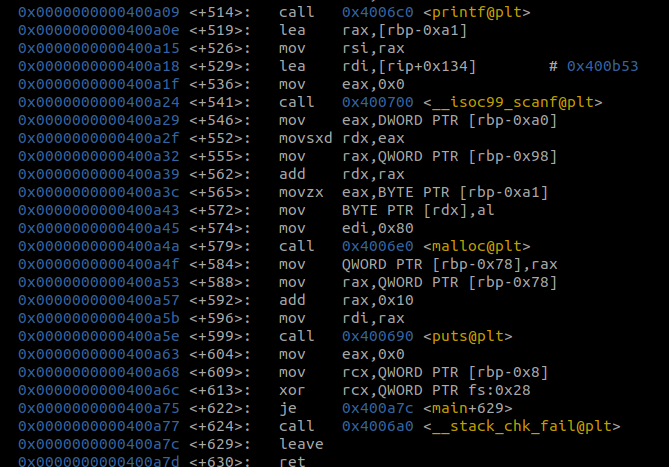 0x0000000000400a09 <+514>: call 0x4006c0 <printf@plt>
0x0000000000400a0e <+519>: lea rax,[rbp-0xa1]
0x0000000000400a15 <+526>: mov rsi,rax
0x0000000000400a18 <+529>: lea rdi,[rip+0x134] # 0x400b53
0x0000000000400a1f <+536>: mov eax,0x0
0x0000000000400a24 <+541>: call 0x400700 <__isoc99_scanf@plt>
0x0000000000400a29 <+546>: mov eax,DWORD PTR [rbp-0xa0]
0x0000000000400a2f <+552>: movsxd rdx,eax
0x0000000000400a32 <+555>: mov rax,QWORD PTR [rbp-0x98]
0x0000000000400a39 <+562>: add rdx,rax
0x0000000000400a3c <+565>: movzx eax,BYTE PTR [rbp-0xa1]
0x0000000000400a43 <+572>: mov BYTE PTR [rdx],al
0x0000000000400a45 <+574>: mov edi,0x80
0x0000000000400a4a <+579>: call 0x4006e0 <malloc@plt>
0x0000000000400a4f <+584>: mov QWORD PTR [rbp-0x78],rax
0x0000000000400a53 <+588>: mov rax,QWORD PTR [rbp-0x78]
0x0000000000400a57 <+592>: add rax,0x10
0x0000000000400a5b <+596>: mov rdi,rax
0x0000000000400a5e <+599>: call 0x400690 <puts@plt>
0x0000000000400a63 <+604>: mov eax,0x0
0x0000000000400a68 <+609>: mov rcx,QWORD PTR [rbp-0x8]
0x0000000000400a6c <+613>: xor rcx,QWORD PTR fs:0x28
0x0000000000400a75 <+622>: je 0x400a7c <main+629>
0x0000000000400a77 <+624>: call 0x4006a0 <__stack_chk_fail@plt>
0x0000000000400a7c <+629>: leave
0x0000000000400a7d <+630>: ret